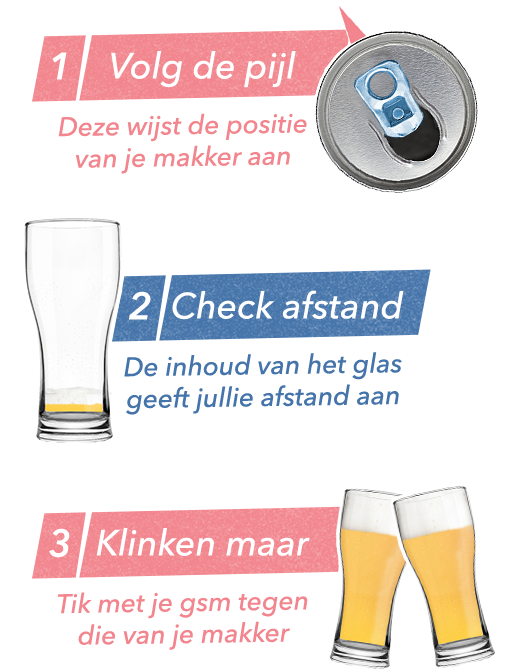 1 Volg de pijl
Deze wijst de positie
van je makker aan
2 Check afstand
De inhoud van het glas
geeft jullie afstand aan
3 Klinken maar
Tik met je gsm tegen
die van je makker